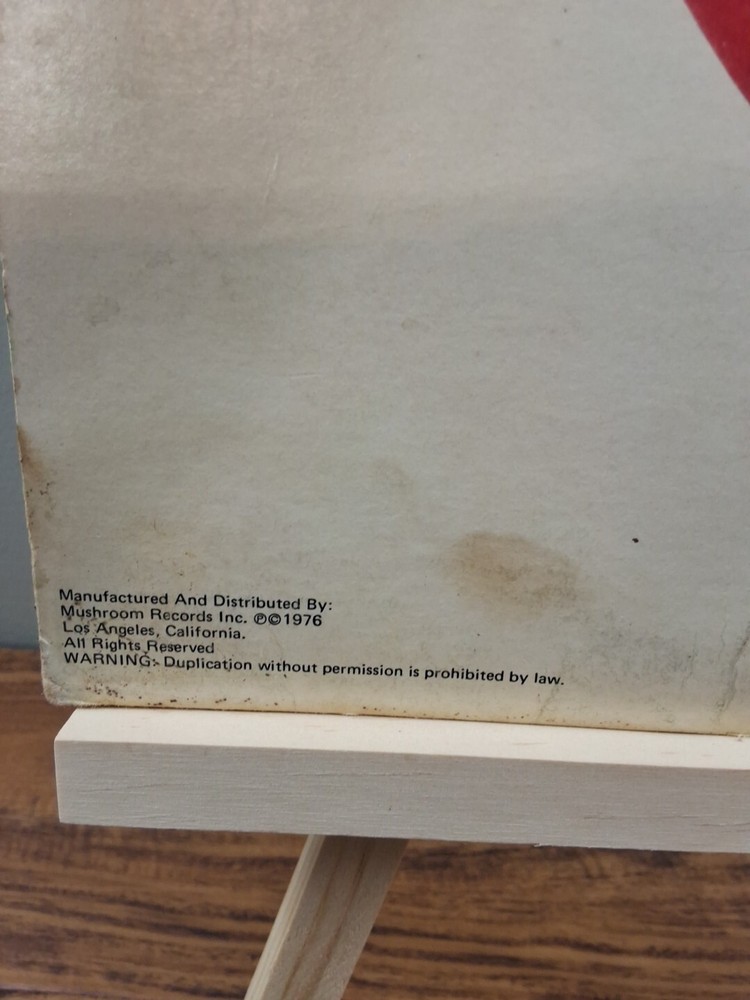 Manufactured And Distributed By:
Mushroom Records Inc. ℗©1976
Los Angeles, California.
All Rights Reserved
WARNING: Duplication without permission is prohibited by law.